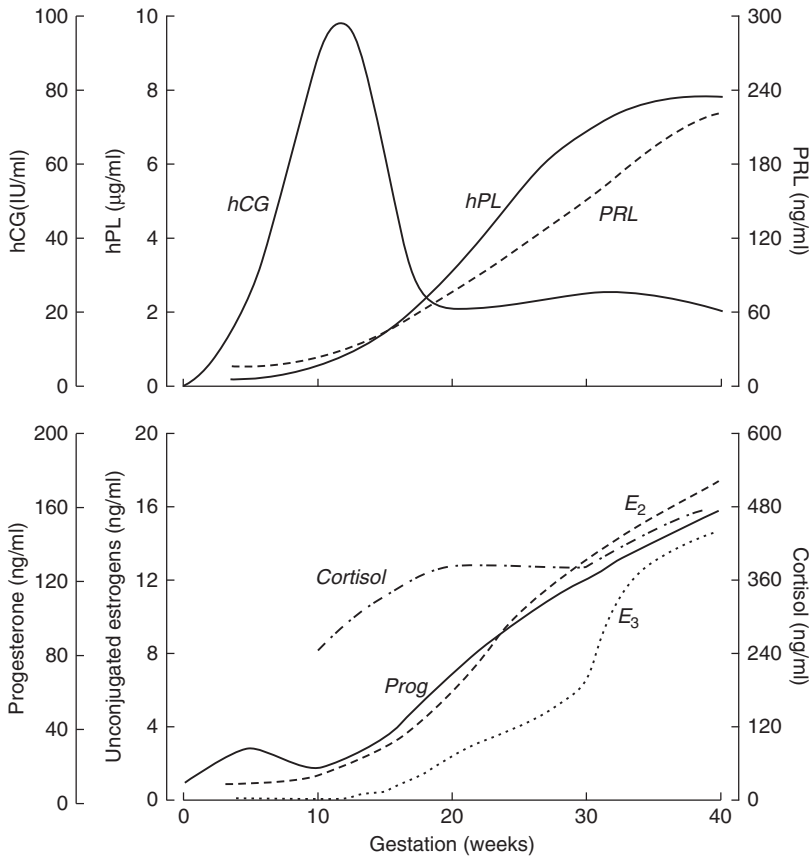 hCG(IU/ml)
100
80
60
40
20
0
hPL (µg/ml)
10
8
6
4
2
0
hCG
hPL
PRL
300
240
180
120
60
0
PRL (ng/ml)
Progesterone (ng/ml)
200
160
120
80
40
0
Unconjugated estrogens (ng/ml)
20
16
12
8
4
0
Cortisol
Prog
E2
E3
600
480
360
240
120
0
Cortisol (ng/ml)
0 10 20 30 40
Gestation (weeks)